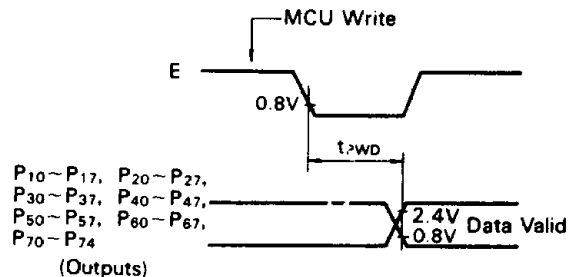 MCU Write
E
0.8V
tPWD
P10~P17, P20~P27,
P30~P37, P40~P47,
P50~P57, P60~P67,
P70~P74
(Outputs)
2.4V
0.8V
Data Valid